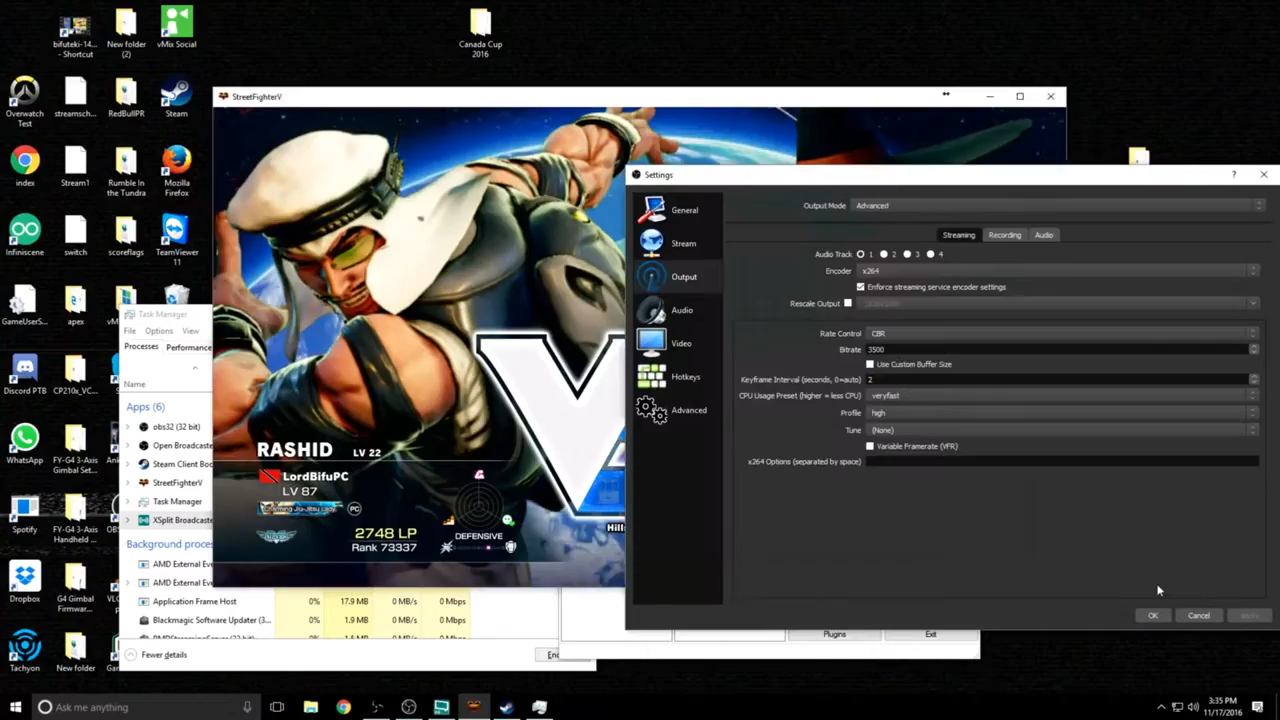 bifuteki-14...
- Shortcut
New folder
(2)
vMix Social
Canada Cup
2016
Overwatch
Test
streamsch...
RedBullPR
Steam
index
Stream1
Rumble In
the Tundra
Mozilla
Firefox
Infiniscene
switch
scoreflags
TeamViewer
11
GameUserS...
apex
Discord PTB
CP210x_VC...
WhatsApp
FY-G4 3-Axis
Gimbal Set...
Spotify
FY-G4 3-Axis
Handheld ...
Dropbox
G4 Gimbal
Firmwar...
Tachyon
New folder
StreetFighterV
RASHID LV 22
LordBifuPC
LV 87
Charming Jiu-Jitsu Lady
PC
2748 LP
Rank 73337
DEFENSIVE
V
Task Manager
File Options View
Processes Performance
Name
Apps (6)
obs32 (32 bit)
Open Broadcaste
Steam Client Boo
StreetFighterV
Task Manager
XSplit Broadcaste
Background proce
AMD External Eve
AMD External Eve
Application Frame Host 0% 17.9 MB 0 MB/s 0 Mbps
Blackmagic Software Updater (3... 0% 1.9 MB 0 MB/s 0 Mbps
Fewer details
Settings
?
General
Stream
Output
Audio
Video
Hotkeys
Advanced
Output Mode Advanced
Streaming Recording Audio
Audio Track 1 2 3 4
Encoder x264
Enforce streaming service encoder settings
Rescale Output
Rate Control CBR
Bitrate 3500
Use Custom Buffer Size
Keyframe Interval (seconds, 0=auto) 2
CPU Usage Preset (higher = less CPU) veryfast
Profile high
Tune (None)
Variable Framerate (VFR)
x264 Options (separated by space)
OK Cancel
Plugins Exit
Ask me anything
3:35 PM
11/17/2016